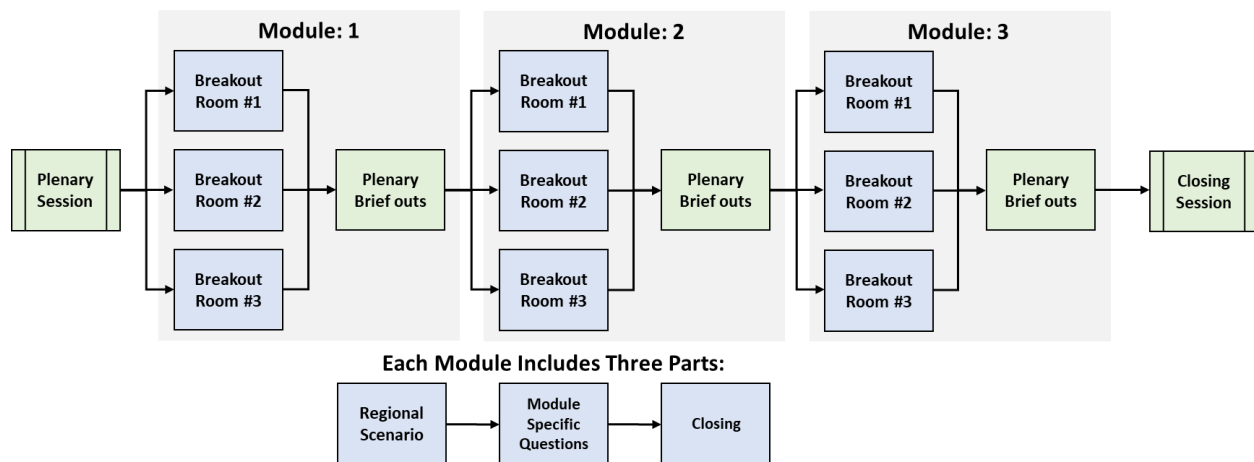 Module: 1
Module: 2
Module: 3
Plenary
Session
Breakout
Room #1
Breakout
Room #2
Breakout
Room #3
Plenary
Brief outs
Breakout
Room #1
Breakout
Room #2
Breakout
Room #3
Plenary
Brief outs
Breakout
Room #1
Breakout
Room #2
Breakout
Room #3
Plenary
Brief outs
Closing
Session
Each Module Includes Three Parts:
Regional
Scenario
Module
Specific
Questions
Closing